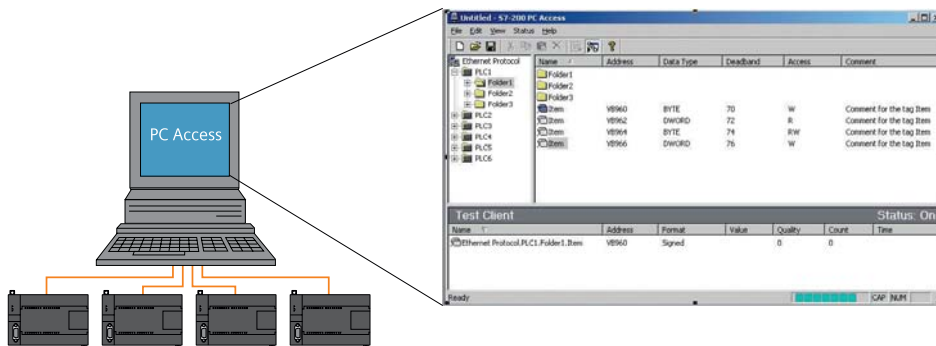 PC Access
Untitled - S7-200 PC Access
File Edit View Status Help
Ethernet Protocol
PLC1
Folder1
Folder2
Folder3
PLC2
PLC3
PLC4
PLC5
PLC6
Name Address Data Type Deadband Access Comment
Folder1
Folder2
Folder3
Item VB960 BYTE 70 W Comment for the tag Item
Item VB962 DWORD 72 R Comment for the tag Item
Item VB964 BYTE 74 RW Comment for the tag Item
Item VB966 DWORD 76 W Comment for the tag Item
Test Client Status: On
Name Address Format Value Quality Count Time
Ethernet Protocol.PLC1.Folder1.Item VB960 Signed 0 0
Ready CAP NUM